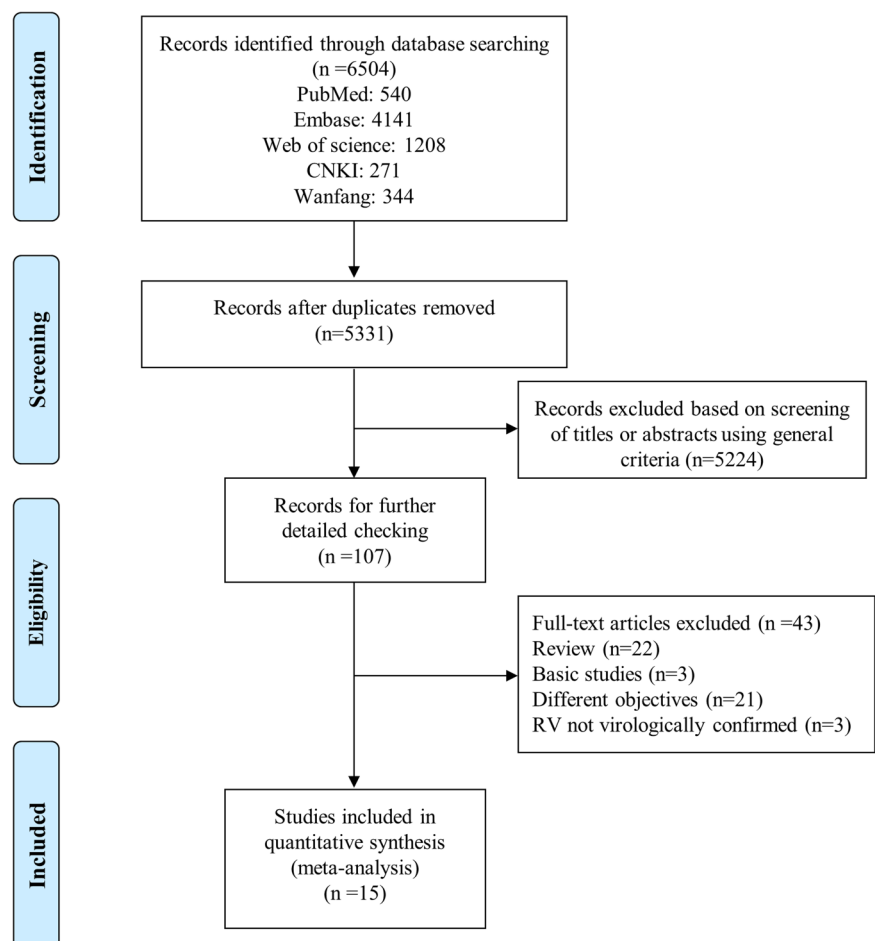 Identification
Records identified through database searching
(n =6504)
PubMed: 540
Embase: 4141
Web of science: 1208
CNKI: 271
Wanfang: 344
Screening
Records after duplicates removed
(n=5331)
Records excluded based on screening
of titles or abstracts using general
criteria (n=5224)
Eligibility
Records for further
detailed checking
(n =107)
Full-text articles excluded (n =43)
Review (n=22)
Basic studies (n=3)
Different objectives (n=21)
RV not virologically confirmed (n=3)
Included
Studies included in
quantitative synthesis
(meta-analysis)
(n =15)